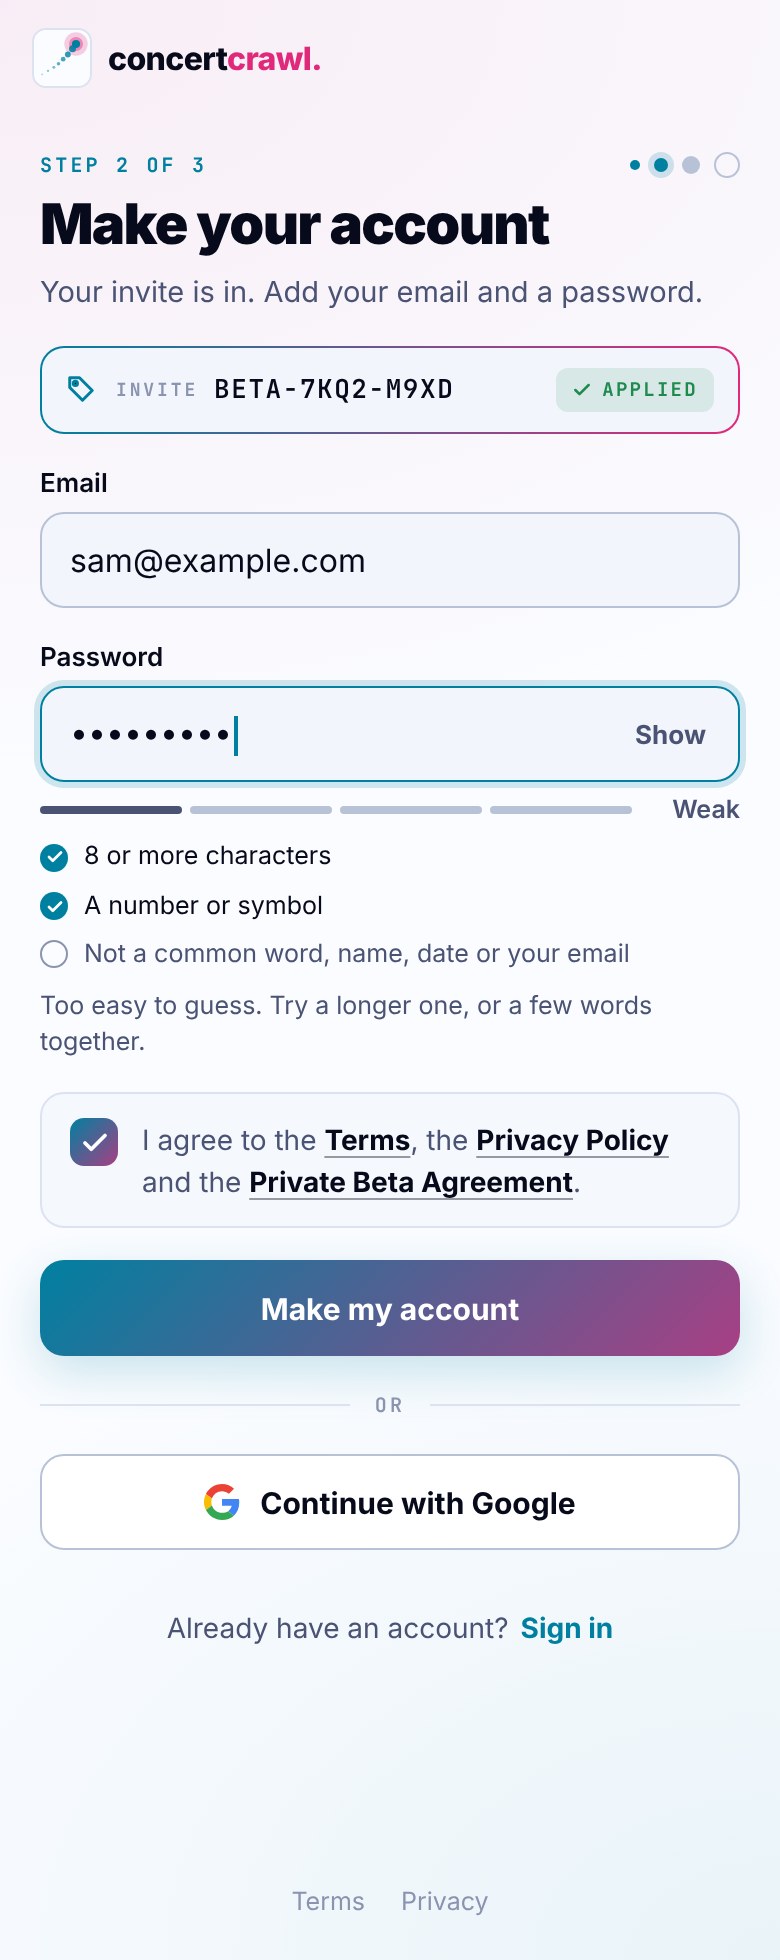 concertcrawl.
STEP 2 OF 3
Make your account
Your invite is in. Add your email and a password.
INVITE BETA-7KQ2-M9XD APPLIED
Email
sam@example.com
Password
••••••••• Show
Weak
8 or more characters
A number or symbol
Not a common word, name, date or your email
Too easy to guess. Try a longer one, or a few words
together.
I agree to the Terms, the Privacy Policy
and the Private Beta Agreement.
Make my account
OR
Continue with Google
Already have an account? Sign in
Terms Privacy